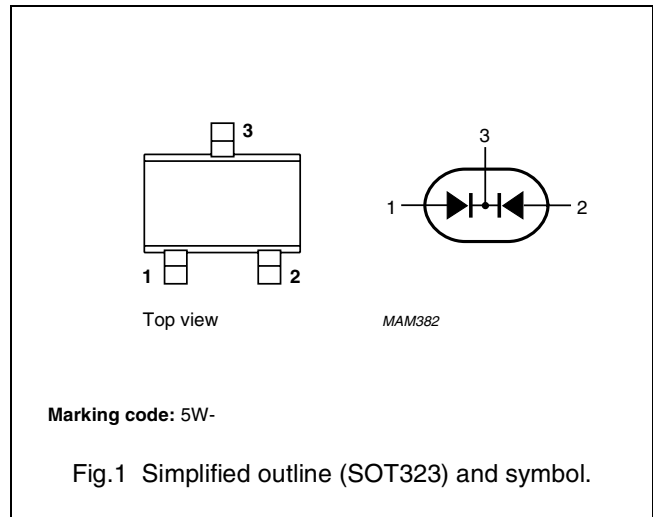 3
3
1
2
1
2
Top view
MAM382
Marking code: 5W-
Fig.1 Simplified outline (SOT323) and symbol.